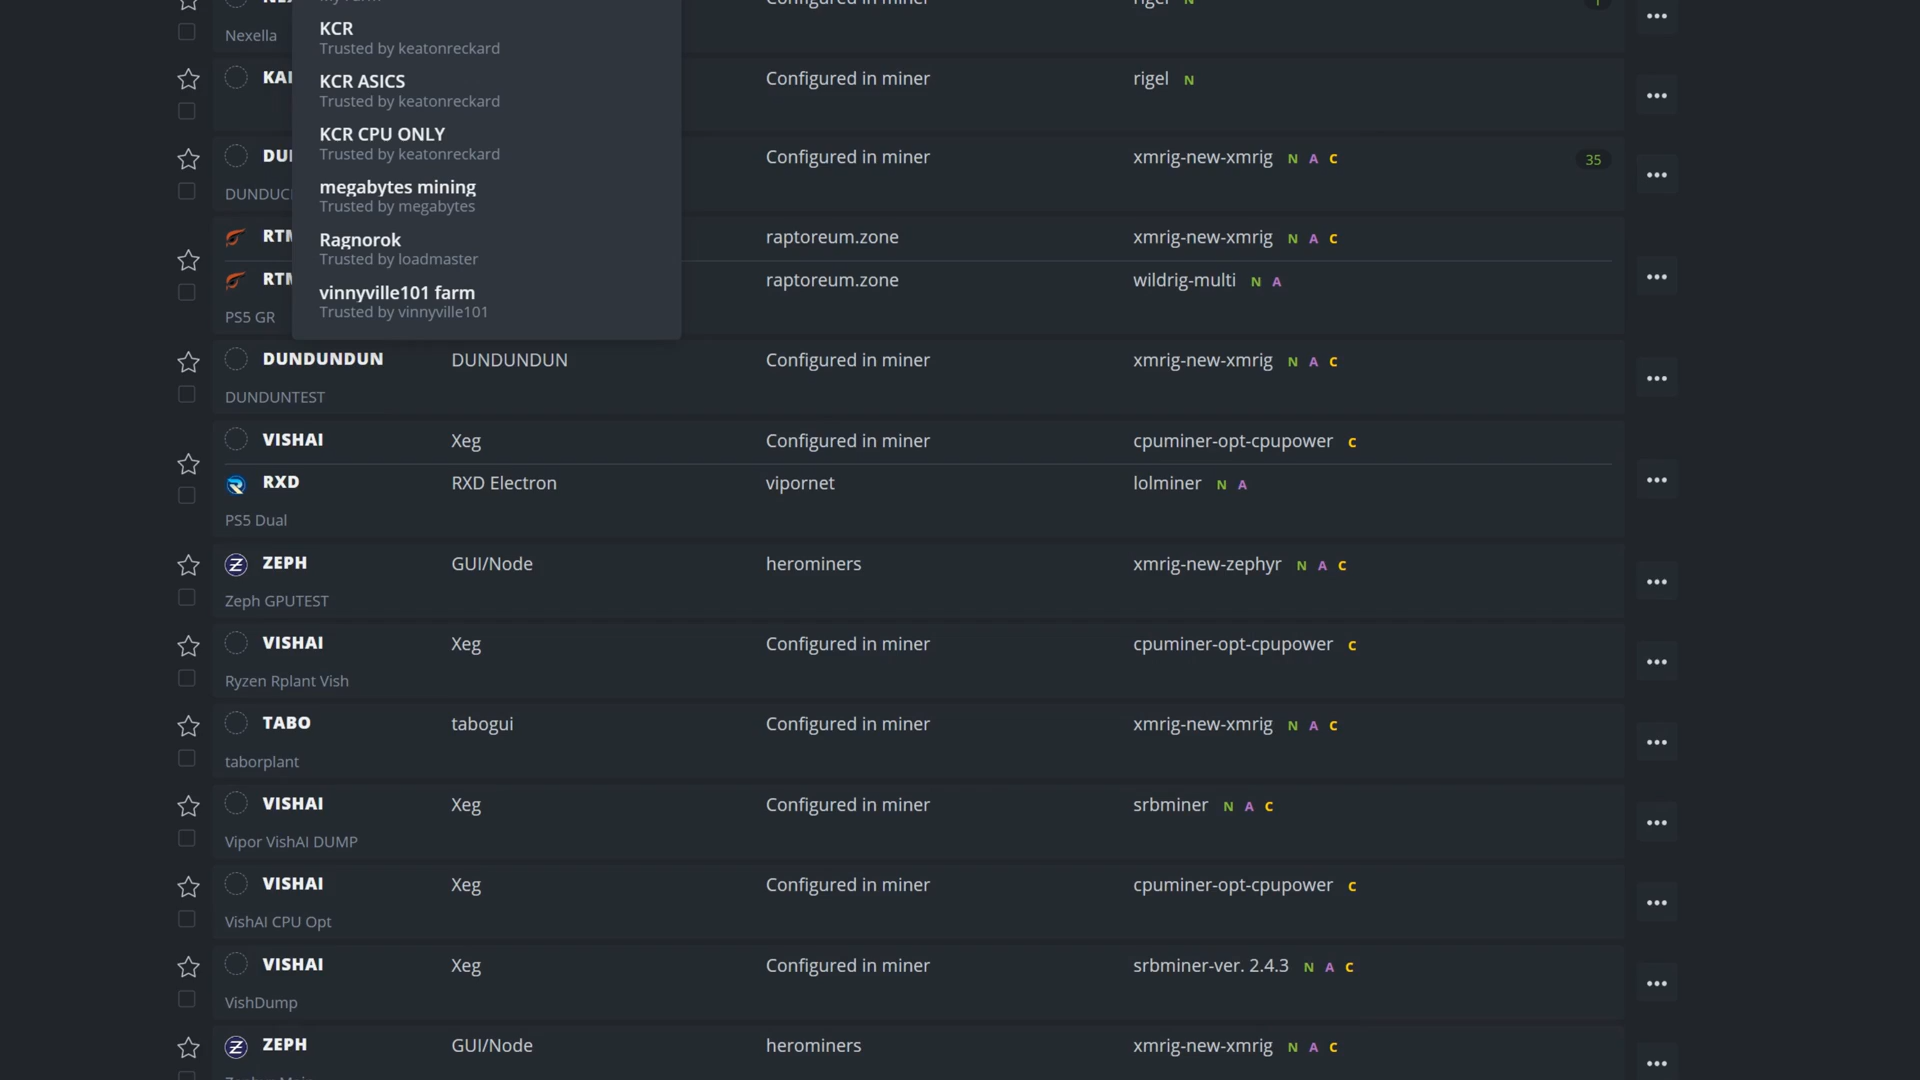 Configured in miner rigel N
Nexella
KCR
Trusted by keatonreckard
Configured in miner rigel N
KCR ASICS
Trusted by keatonreckard
KCR CPU ONLY
Trusted by keatonreckard
Configured in miner xmrig-new-xmrig N A C 35
megabytes mining
Trusted by megabytes
raptoreum.zone xmrig-new-xmrig N A C
Ragnorok
Trusted by loadmaster
raptoreum.zone wildrig-multi N A
vinnyville101 farm
Trusted by vinnyville101
PS5 GR
DUNDUNDUN DUNDUNDUN Configured in miner xmrig-new-xmrig N A C
DUNDUNTEST
VISHAI Xeg Configured in miner cpuminer-opt-cpupower C
RXD RXD Electron vipornet lolminer N A
PS5 Dual
ZEPH GUI/Node herominers xmrig-new-zephyr N A C
Zeph GPUTEST
VISHAI Xeg Configured in miner cpuminer-opt-cpupower C
Ryzen Rplant Vish
TABO tabogui Configured in miner xmrig-new-xmrig N A C
taborplant
VISHAI Xeg Configured in miner srbminer N A C
Vipor VishAI DUMP
VISHAI Xeg Configured in miner cpuminer-opt-cpupower C
VishAI CPU Opt
VISHAI Xeg Configured in miner srbminer-ver. 2.4.3 N A C
VishDump
ZEPH GUI/Node herominers xmrig-new-xmrig N A C